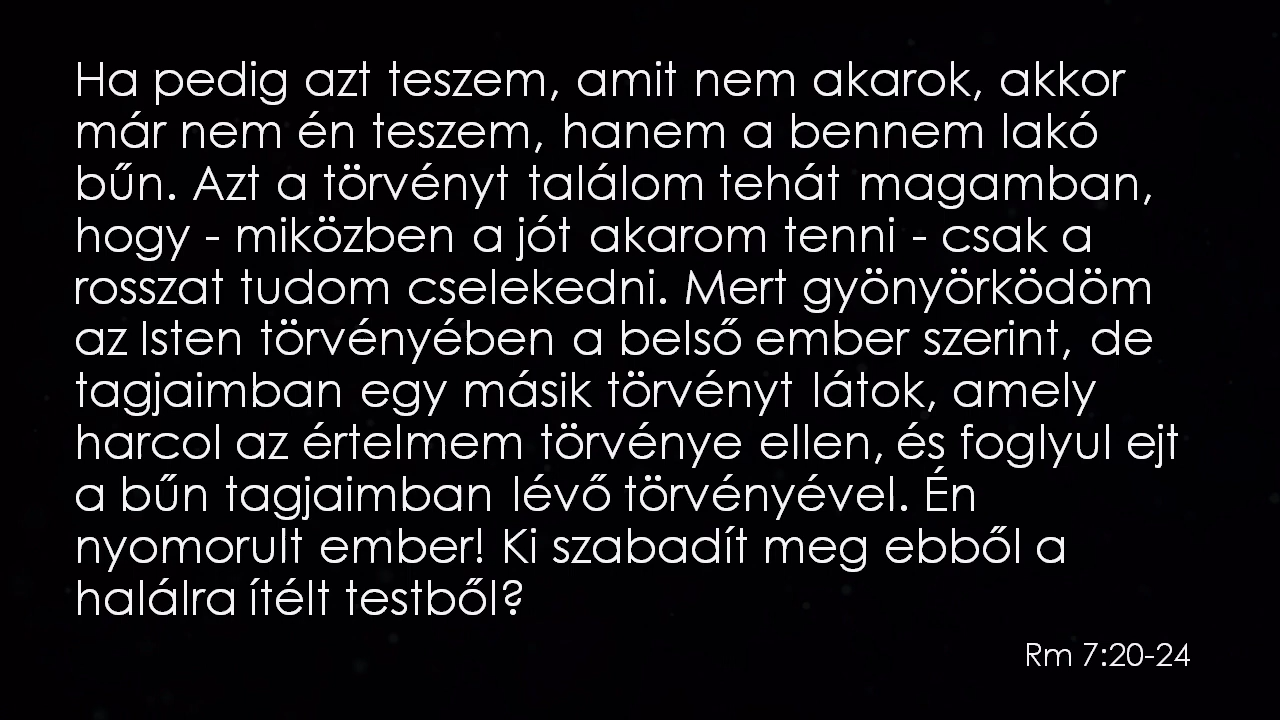 Ha pedig azt teszem, amit nem akarok, akkor
már nem én teszem, hanem a bennem lakó
bűn. Azt a törvényt találom tehát magamban,
hogy - miközben a jót akarom tenni - csak a
rosszat tudom cselekedni. Mert gyönyörködöm
az Isten törvényében a belső ember szerint, de
tagjaimban egy másik törvényt látok, amely
harcol az értelmem törvénye ellen, és foglyul ejt
a bűn tagjaimban lévő törvényével. Én
nyomorult ember! Ki szabadít meg ebből a
halálra ítélt testből?
Rm 7:20-24